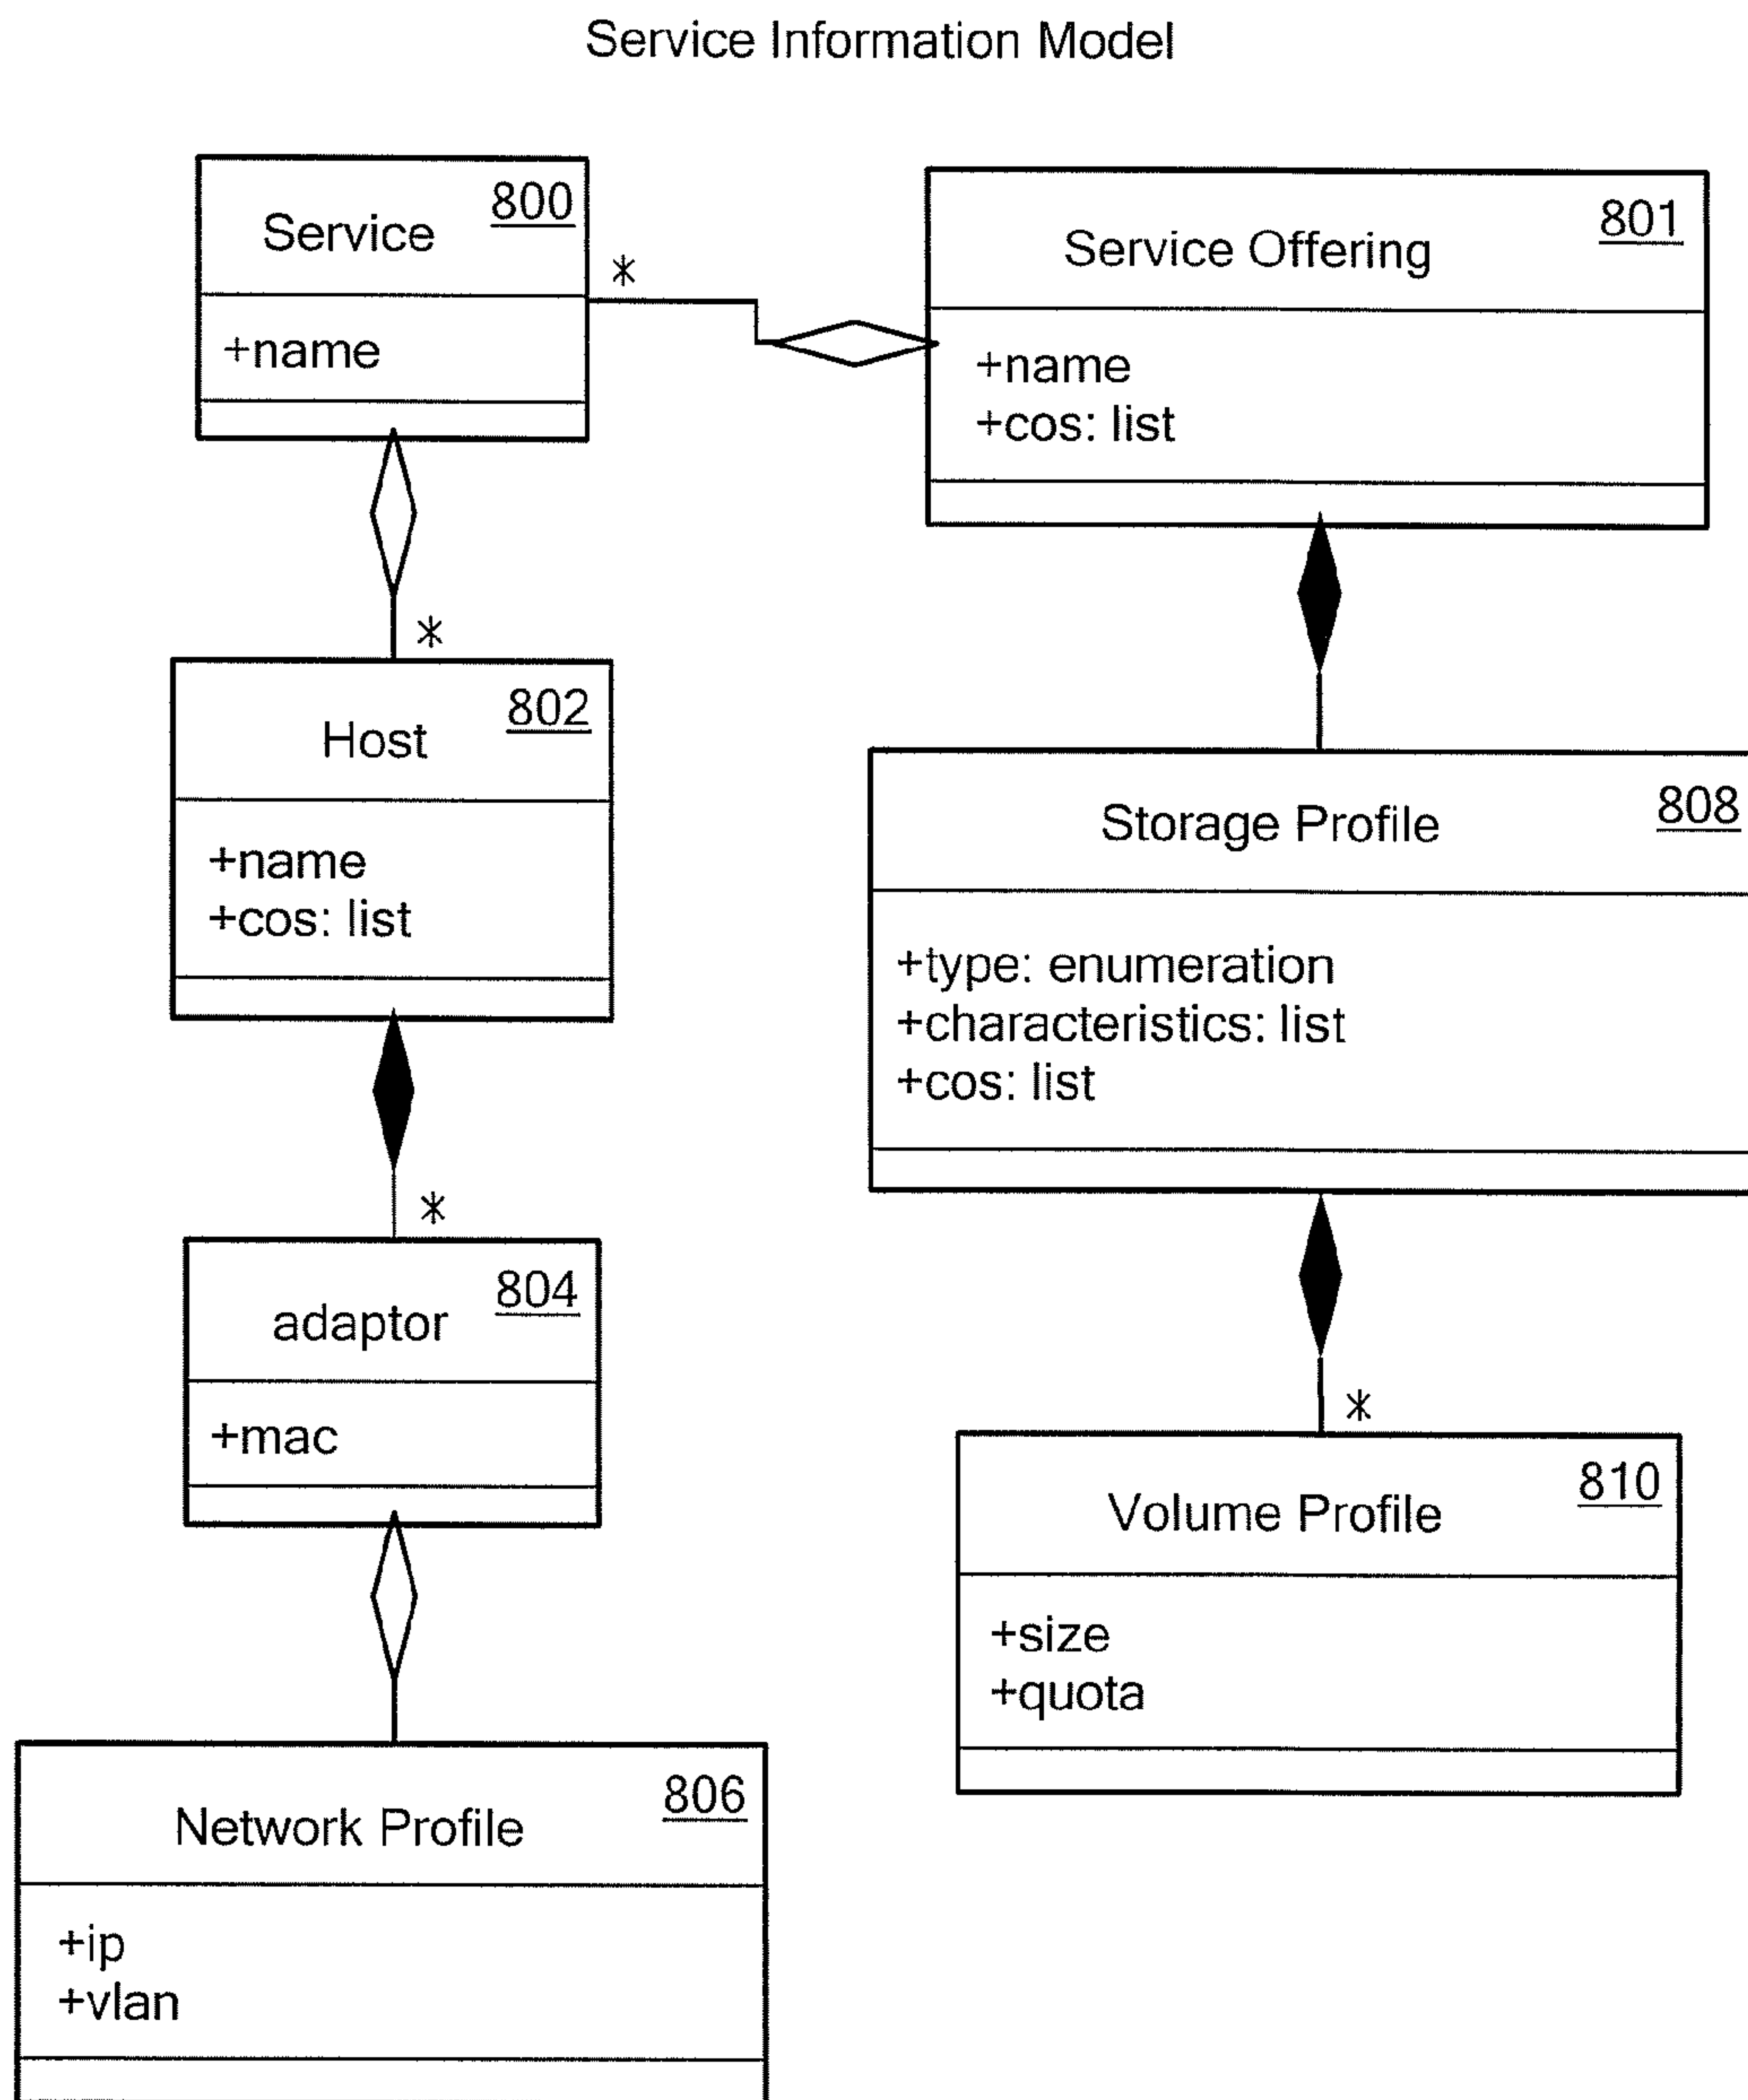 Service Information Model
800
Service
*
+name
801
Service Offering
+name
+cos: list
*
802
Host
+name
+cos: list
808
Storage Profile
+type: enumeration
+characteristics: list
+cos: list
*
804
adaptor
+mac
*
810
Volume Profile
+size
+quota
806
Network Profile
+ip
+vlan